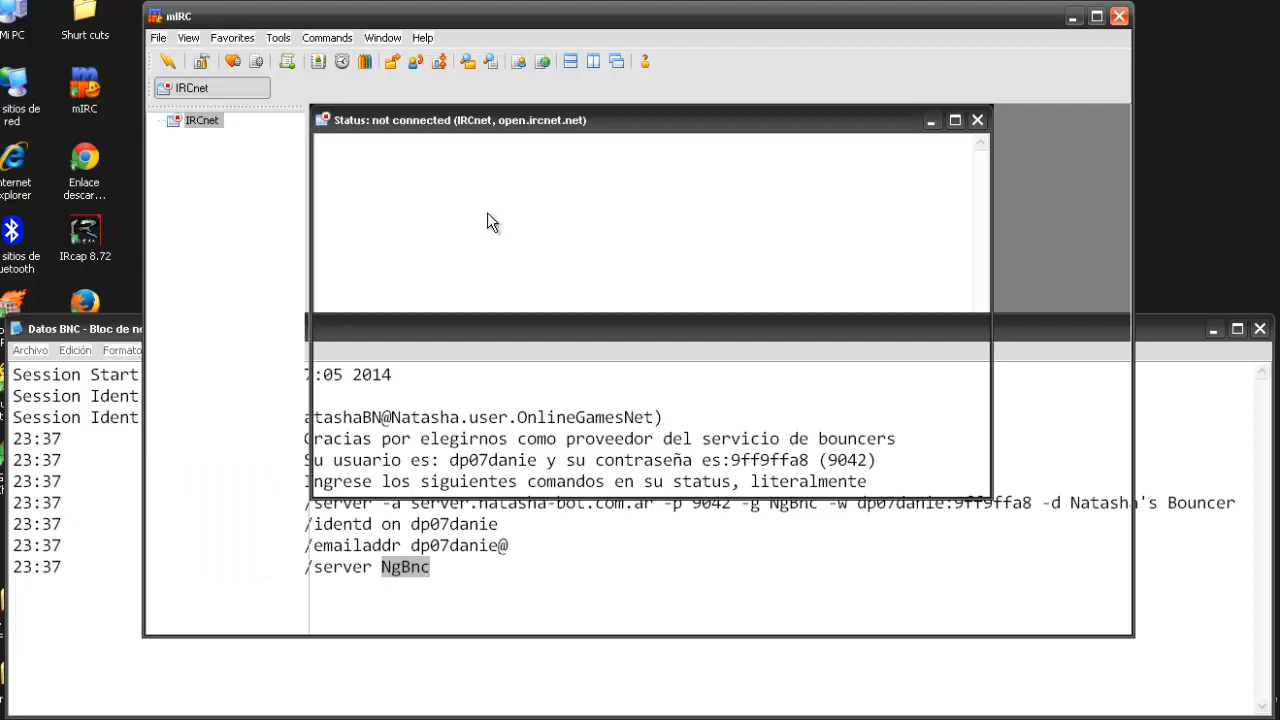 mIRC
File View Favorites Tools Commands Window Help
IRCnet
IRCnet
Status: not connected (IRCnet, open.ircnet.net)
Mi PC
Shurt cuts
sitios de
red
mIRC
nternet
xplorer
Enlace
descar...
sitios de
uetooth
IRcap 8.72
Datos BNC - Bloc de no
Archivo Edición Formato
Session Start 7:05 2014
Session Ident
Session Ident atashaBN@Natasha.user.OnlineGamesNet)
23:37 Gracias por elegirnos como proveedor del servicio de bouncers
23:37 Su usuario es: dp07danie y su contraseña es:9ff9ffa8 (9042)
23:37 Ingrese los siguientes comandos en su status, literalmente
23:37 /server -a server.natasha-bot.com.ar -p 9042 -g NgBnc -w dp07danie:9ff9ffa8 -d Natasha's Bouncer
23:37 /identd on dp07danie
23:37 /emailaddr dp07danie@
23:37 /server NgBnc